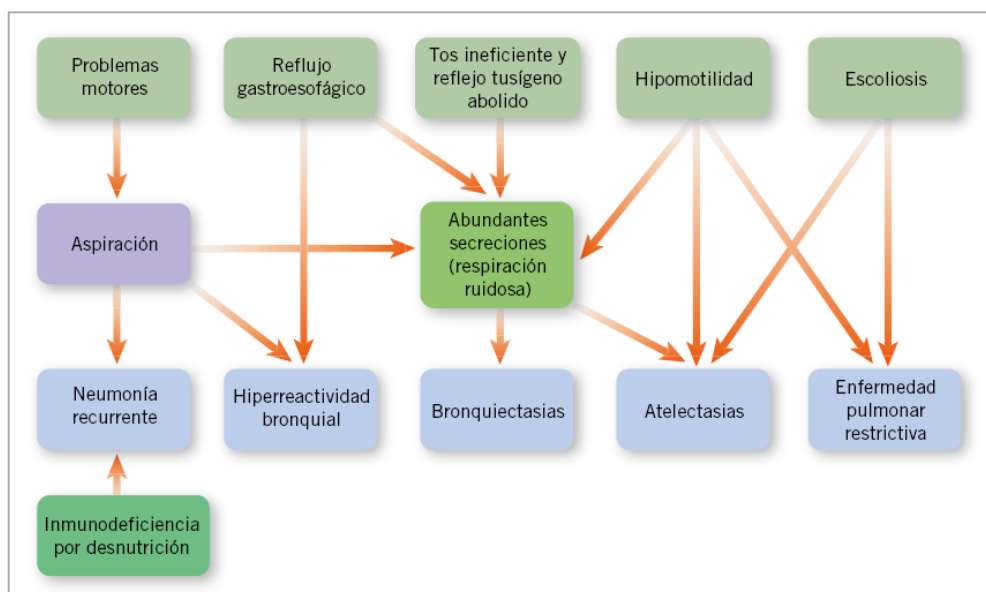 Problemas
motores
Reflujo
gastroesofágico
Tos ineficiente y
reflejo tusígeno
abolido
Hipomotilidad
Escoliosis
Aspiración
Abundantes
secreciones
(respiración
ruidosa)
Neumonía
recurrente
Hiperreactividad
bronquial
Bronquiectasias
Atelectasias
Enfermedad
pulmonar
restrictiva
Inmunodeficiencia
por desnutrición